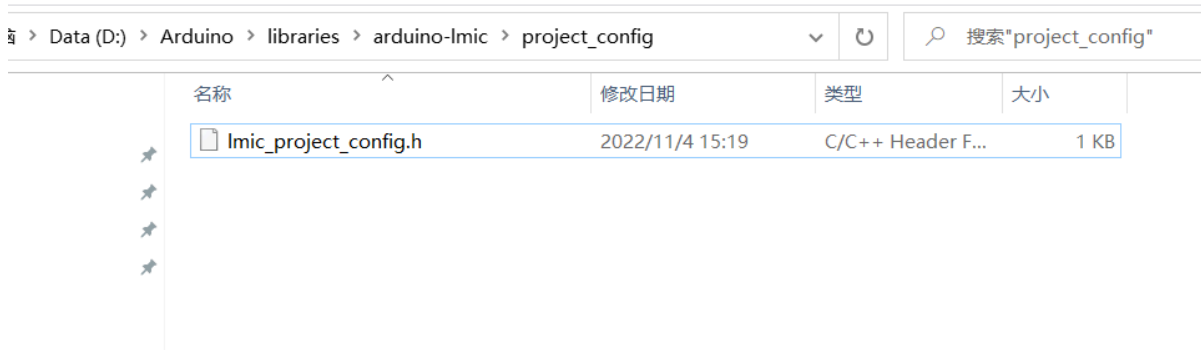 脑 > Data (D:) > Arduino > libraries > arduino-lmic > project_config
搜索"project_config"
名称 修改日期 类型 大小
lmic_project_config.h 2022/11/4 15:19 C/C++ Header F... 1 KB